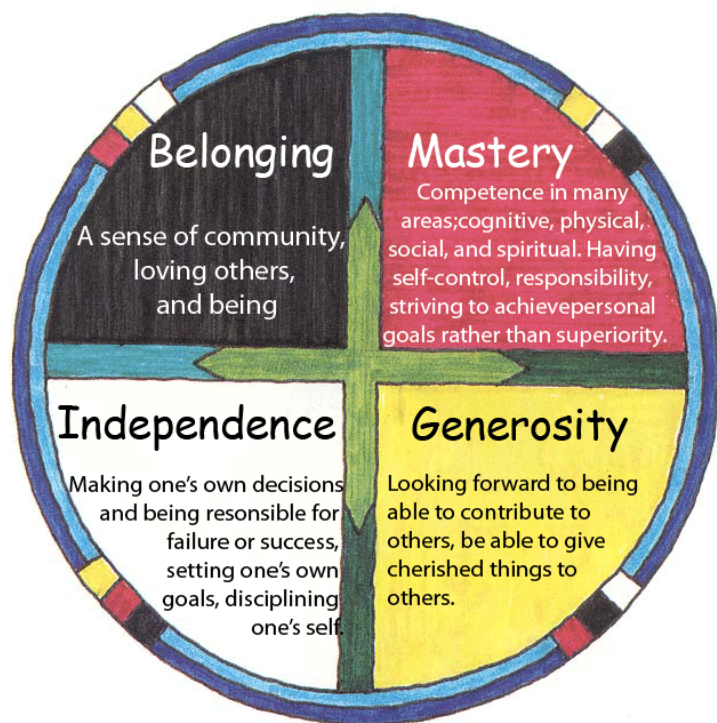 Belonging
A sense of community,
loving others,
and being
Mastery
Competence in many
areas;cognitive, physical,
social, and spiritual. Having
self-control, responsibility,
striving to achievepersonal
goals rather than superiority.
Independence
Making one's own decisions
and being resonsible for
failure or success,
setting one's own
goals, disciplining
one's self.
Generosity
Looking forward to being
able to contribute to
others, be able to give
cherished things to
others.